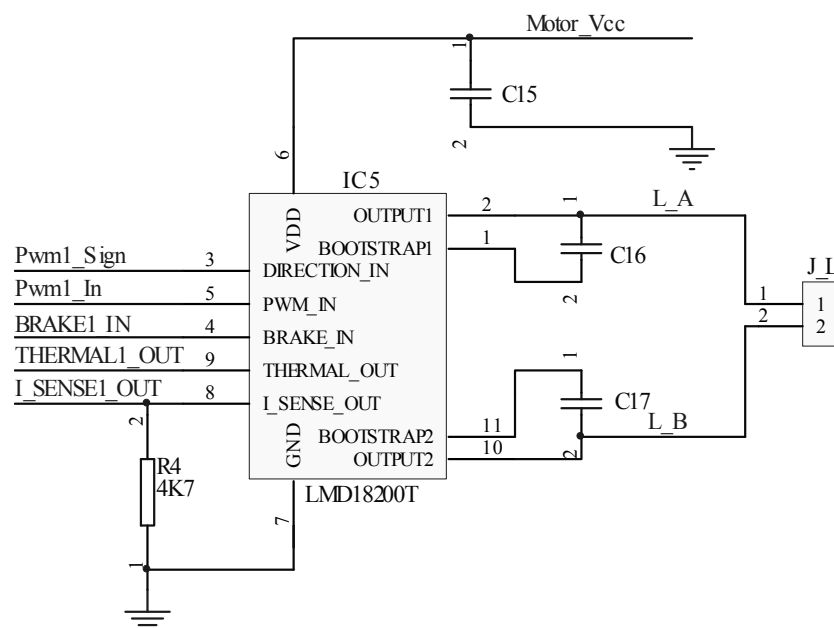 Motor_Vcc
1
C15
2
6
IC5
VDD
OUTPUT1
2
1
L_A
BOOTSTRAP1
1
C16
2
J_L
Pwm1_Sign
3
DIRECTION_IN
Pwm1_In
5
PWM_IN
1
1
2
2
BRAKE1_IN
4
BRAKE_IN
THERMAL1_OUT
9
THERMAL_OUT
1
I_SENSE1_OUT
8
I_SENSE_OUT
C17
2
GND
BOOTSTRAP2
11
L_B
OUTPUT2
10
2
R4
4K7
LMD18200T
7
1